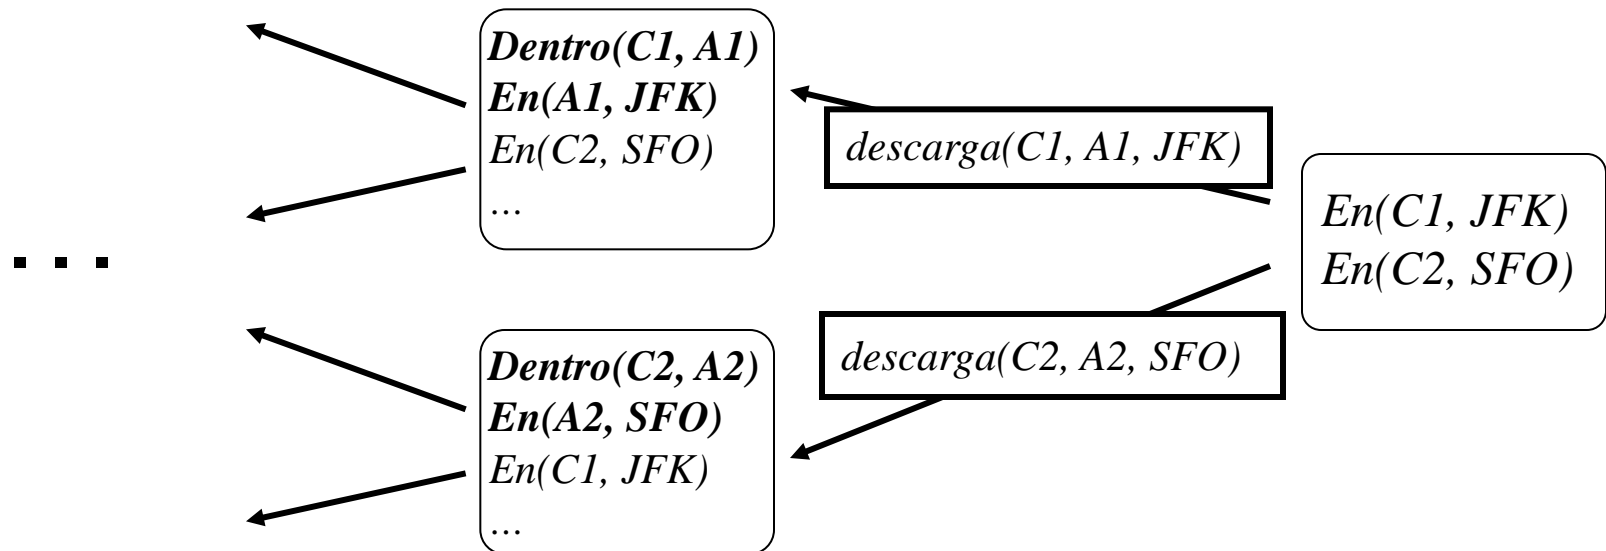 Dentro(C1, A1)
En(A1, JFK)
En(C2, SFO)
…
descarga(C1, A1, JFK)
En(C1, JFK)
En(C2, SFO)
. . .
Dentro(C2, A2)
En(A2, SFO)
En(C1, JFK)
…
descarga(C2, A2, SFO)